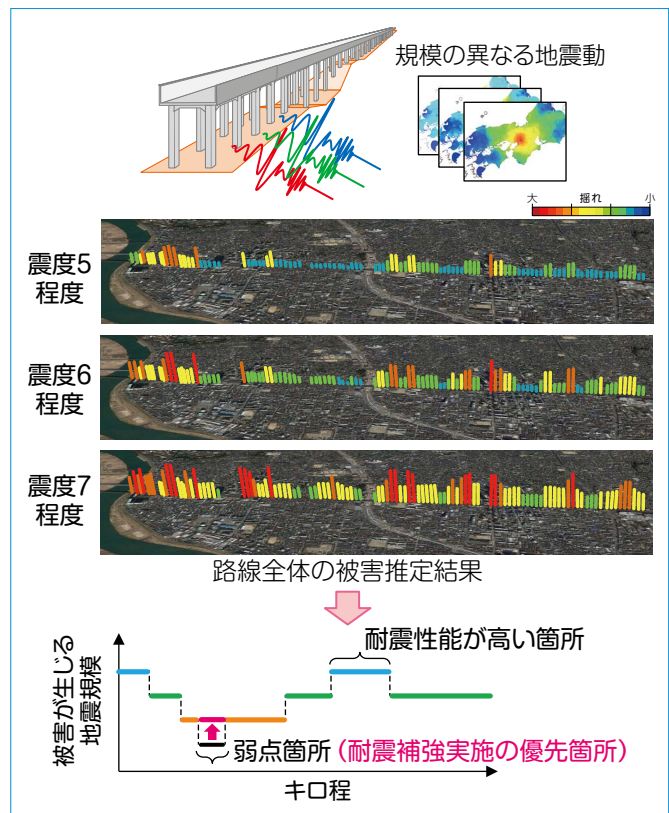 規模の異なる地震動
大 揺れ 小
震度5
程度
震度6
程度
震度7
程度
路線全体の被害推定結果
被害が生じる
地震規模
耐震性能が高い箇所
弱点箇所(耐震補強実施の優先箇所)
キロ程